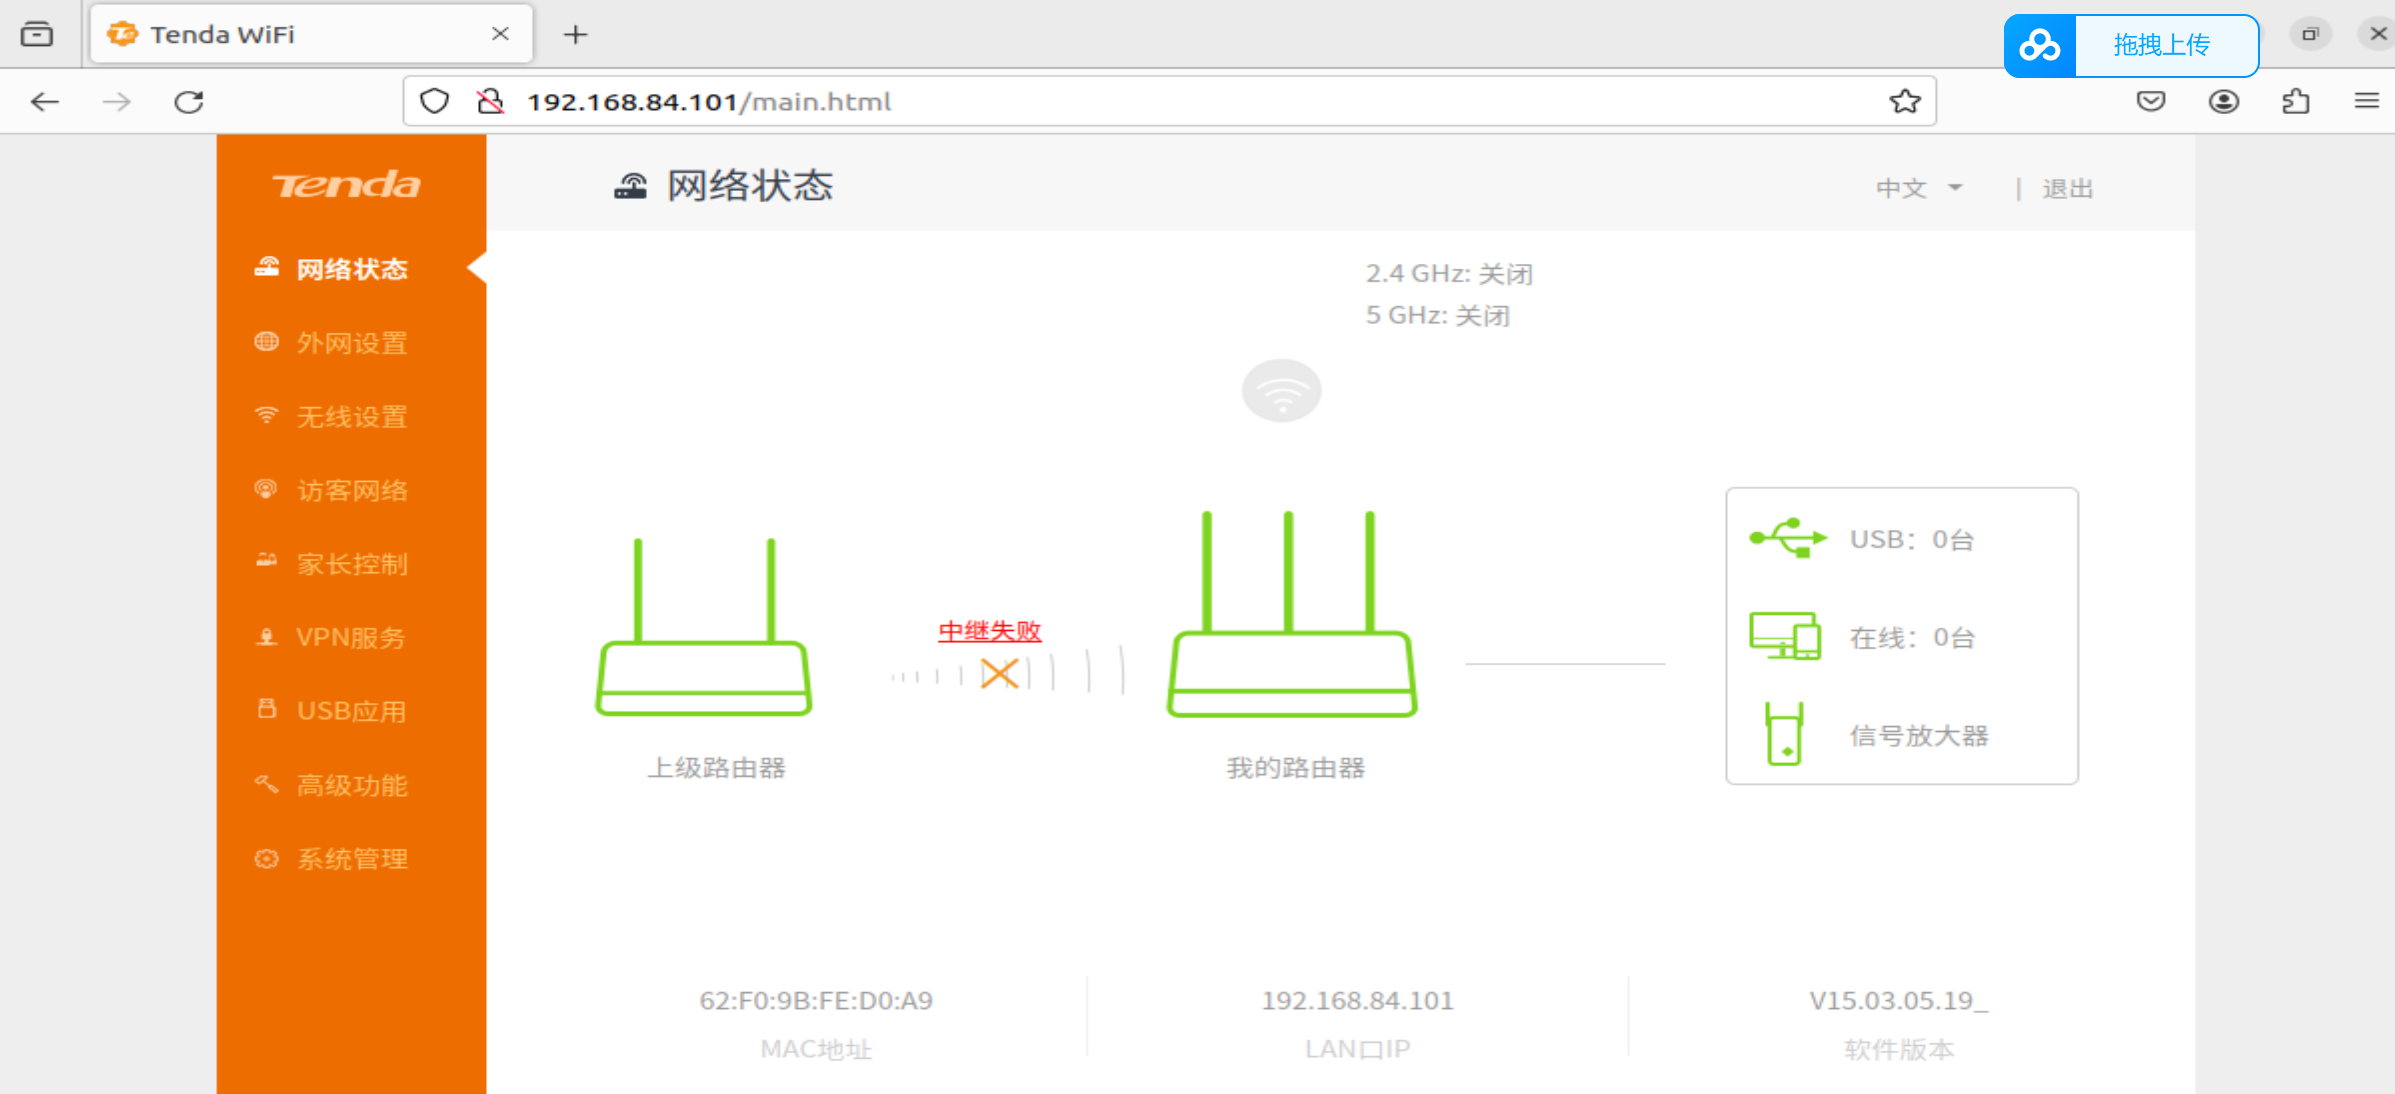 Tenda WiFi
拖拽上传
192.168.84.101/main.html
Tenda
网络状态
中文
| 退出
网络状态
外网设置
无线设置
访客网络
家长控制
VPN服务
USB应用
高级功能
系统管理
2.4 GHz: 关闭
5 GHz: 关闭
中继失败
上级路由器
我的路由器
USB：0台
在线：0台
信号放大器
62:F0:9B:FE:D0:A9
MAC地址
192.168.84.101
LAN口IP
V15.03.05.19_
软件版本